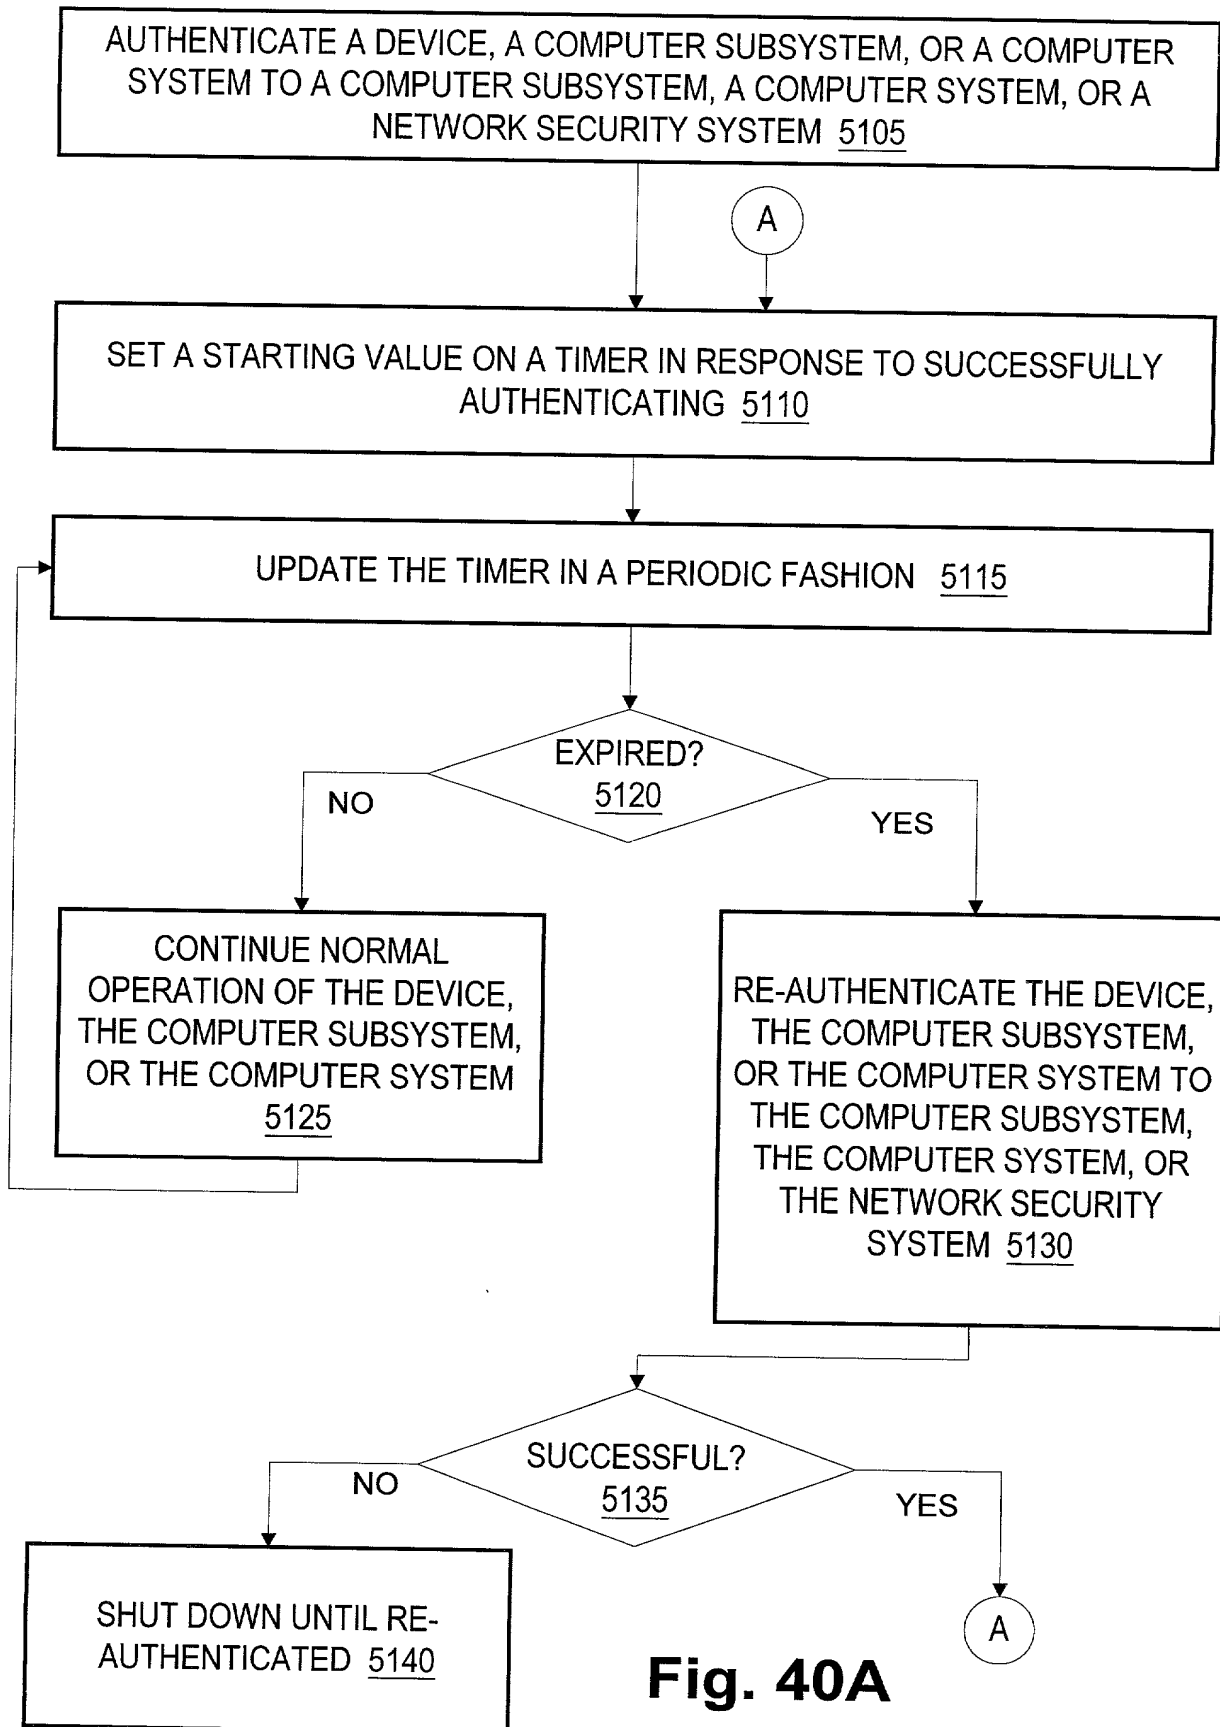 AUTHENTICATE A DEVICE, A COMPUTER SUBSYSTEM, OR A COMPUTER
SYSTEM TO A COMPUTER SUBSYSTEM, A COMPUTER SYSTEM, OR A
NETWORK SECURITY SYSTEM 5105
A
SET A STARTING VALUE ON A TIMER IN RESPONSE TO SUCCESSFULLY
AUTHENTICATING 5110
UPDATE THE TIMER IN A PERIODIC FASHION 5115
EXPIRED?
5120
NO
YES
CONTINUE NORMAL
OPERATION OF THE DEVICE,
THE COMPUTER SUBSYSTEM,
OR THE COMPUTER SYSTEM
5125
RE-AUTHENTICATE THE DEVICE,
THE COMPUTER SUBSYSTEM,
OR THE COMPUTER SYSTEM TO
THE COMPUTER SUBSYSTEM,
THE COMPUTER SYSTEM, OR
THE NETWORK SECURITY
SYSTEM 5130
SUCCESSFUL?
5135
NO
YES
SHUT DOWN UNTIL RE-
AUTHENTICATED 5140
A
Fig. 40A